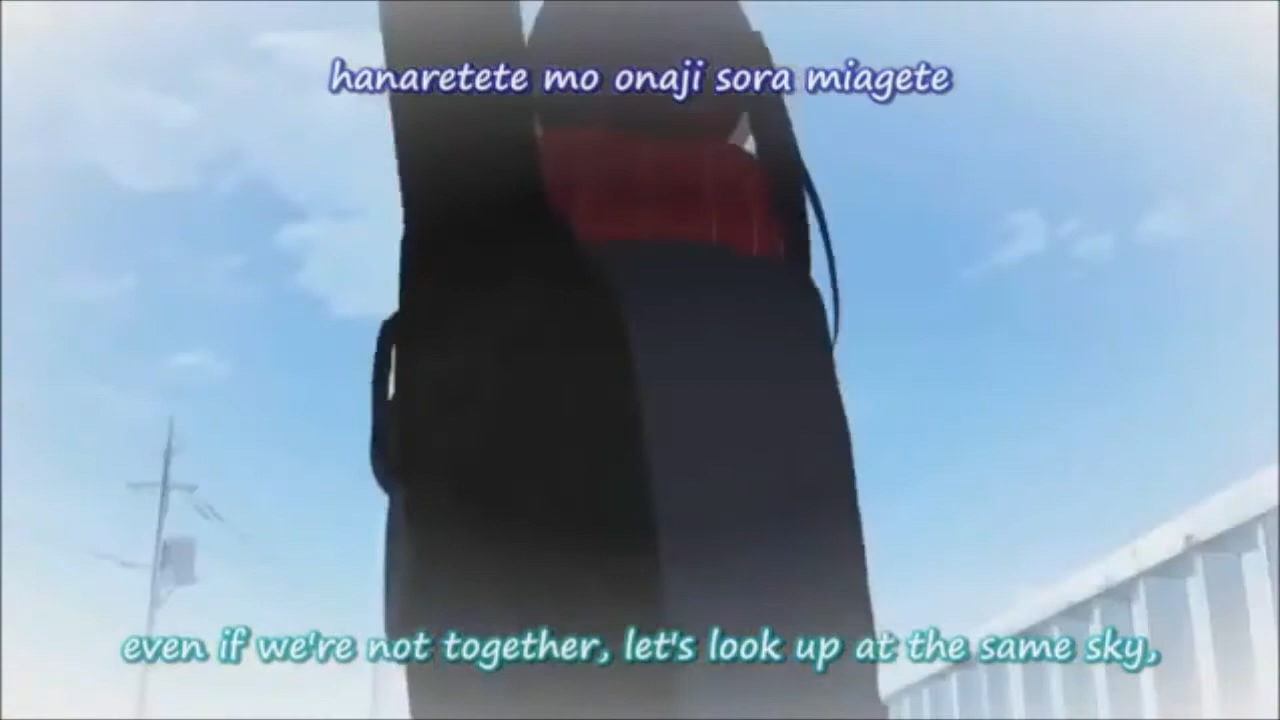 hanaretete mo onaji sora miagete
even if we're not together, let's look up at the same sky,